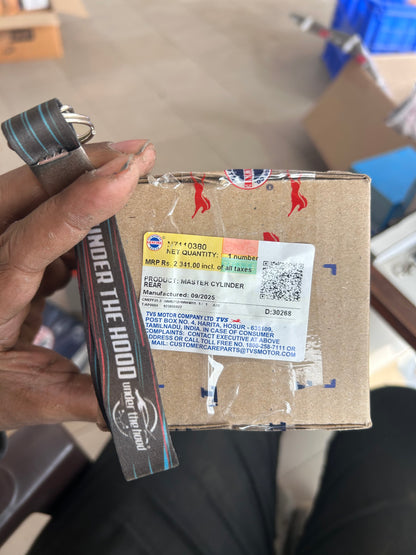 N7110380
NET QUANTITY: 1 number
MRP Rs. 2,341.00 incl. of all taxes
PRODUCT: MASTER CYLINDER
REAR
Manufactured: 09/2025
D:30268
TVS MOTOR COMPANY LTD TVS
POST BOX NO. 4, HARITA, HOSUR - 635109,
TAMILNADU, INDIA. IN CASE OF CONSUMER
COMPLAINTS: CONTACT EXECUTIVE AT ABOVE
ADDRESS OR CALL TOLL FREE NO. 1800-258-7111 OR
MAIL: CUSTOMERCAREPARTS@TVSMOTOR.COM
UNDER THE HOOD
under the hood